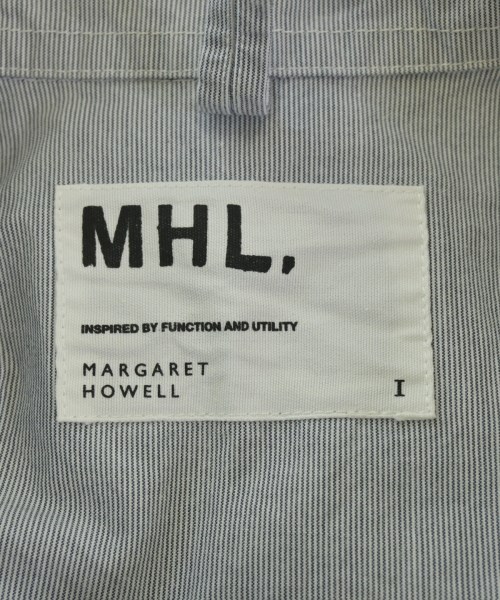 MHL.
INSPIRED BY FUNCTION AND UTILITY
MARGARET
HOWELL
I